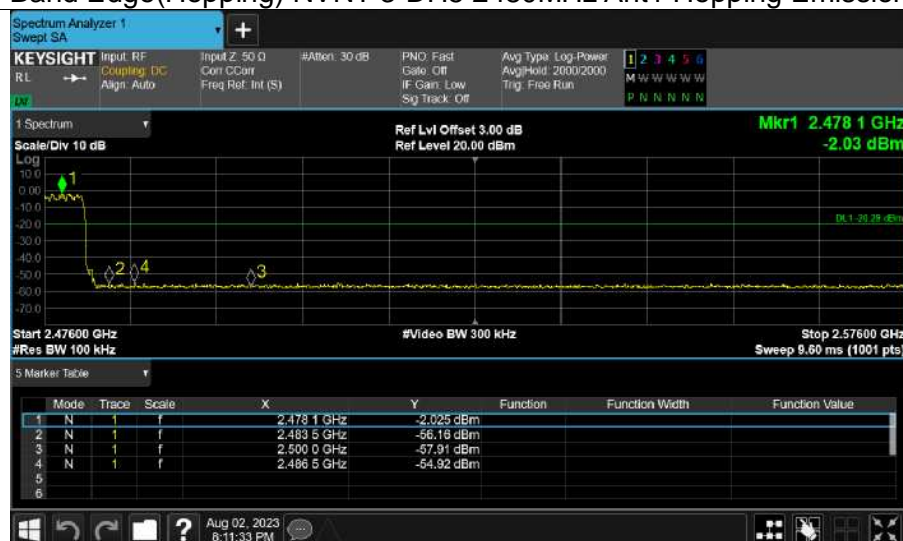 Band Edge(Hopping) NVNT 3-DH5 2480MHz Ant1 Hopping Emission
Spectrum Analyzer 1
Swept SA
+
KEYSIGHT
RL
Input: RF
Coupling: DC
Align: Auto
Input Z: 50 Ω
Corr CCorr
Freq Ref: Int (S)
#Atten: 30 dB
PNO: Fast
Gate: Off
IF Gain: Low
Sig Track: Off
Avg Type: Log-Power
Avg|Hold: 2000/2000
Trig: Free Run
1 2 3 4 5 6
M W W W W W
P N N N N N
1 Spectrum
Scale/Div 10 dB
Ref Lvl Offset 3.00 dB
Ref Level 20.00 dBm
Mkr1 2.478 1 GHz
-2.03 dBm
Log
10.0
0.00
-10.0
-20.0
-30.0
-40.0
-50.0
-60.0
-70.0
1
2
4
3
DL1 -20.29 dBm
Start 2.47600 GHz
#Res BW 100 kHz
#Video BW 300 kHz
Stop 2.57600 GHz
Sweep 9.60 ms (1001 pts)
5 Marker Table
Mode Trace Scale X Y Function Function Width Function Value
1 N 1 f 2.478 1 GHz -2.025 dBm
2 N 1 f 2.483 5 GHz -56.16 dBm
3 N 1 f 2.500 0 GHz -57.91 dBm
4 N 1 f 2.486 5 GHz -54.92 dBm
5
6
?
Aug 02, 2023
8:11:33 PM